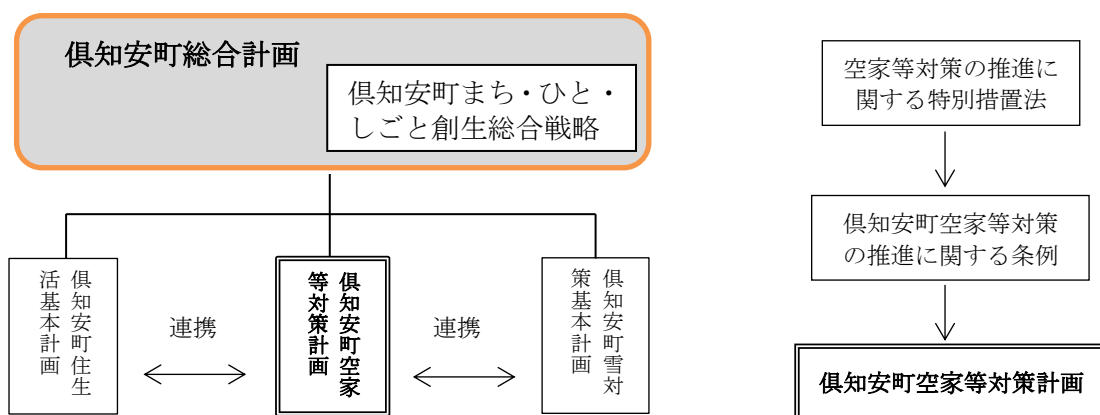 倶知安町総合計画
倶知安町まち・ひと・
しごと創生総合戦略
倶知安町住生
活基本計画
連携
倶知安町空家
等対策計画
連携
倶知安町雪対
策基本計画
空家等対策の推進に
関する特別措置法
倶知安町空家等対策
の推進に関する条例
倶知安町空家等対策計画